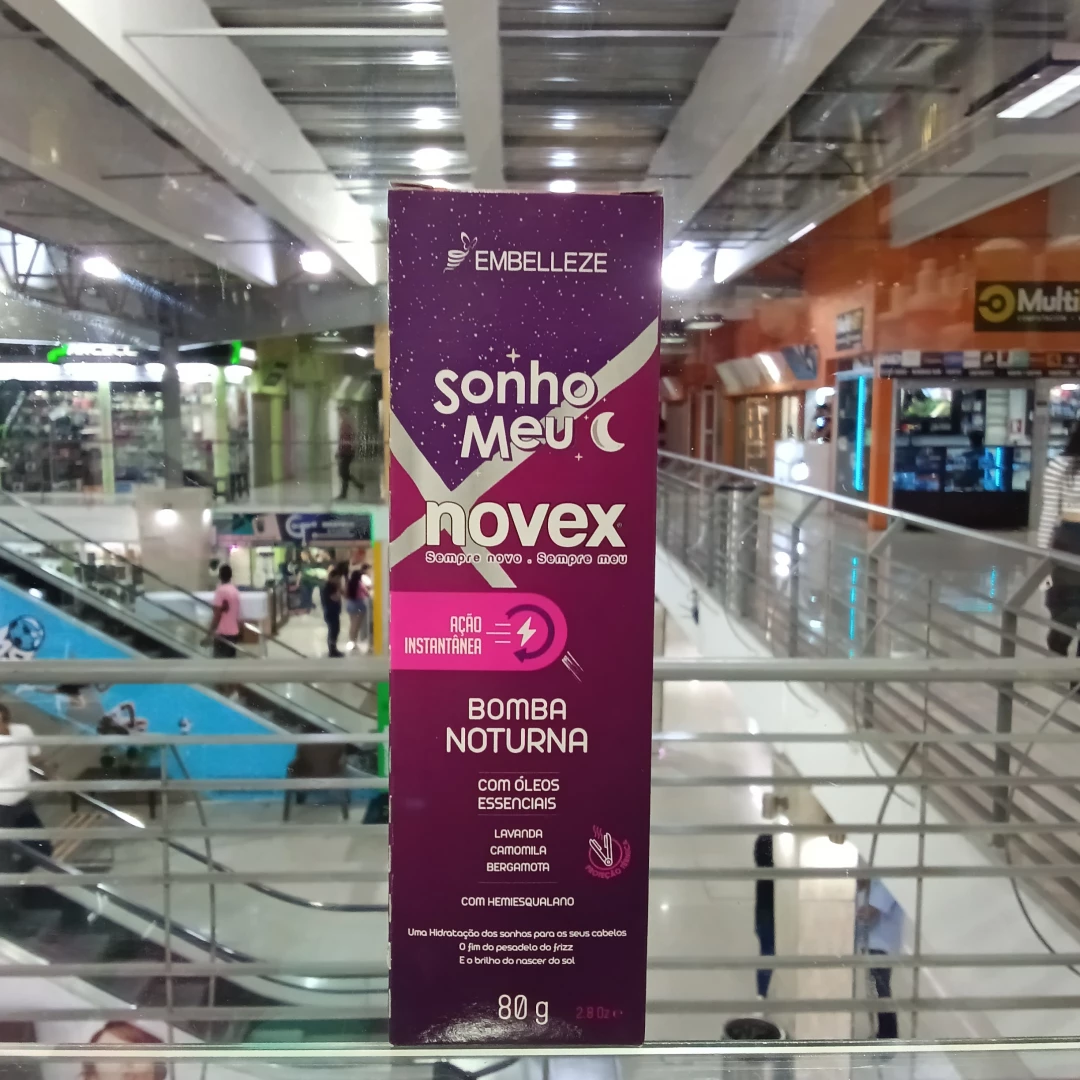 EMBELLEZE
Sonho
Meu
novex
Sempre novo . Sempre meu
AÇÃO
INSTANTÂNEA
BOMBA
NOTURNA
COM ÓLEOS
ESSENCIAIS
LAVANDA
CAMOMILA
BERGAMOTA
COM HEMIESQUALANO
Uma Hidratação dos sonhos para os seus cabelos
O fim do pesadelo do frizz
E o brilho do nascer do sol
80 g
2.8 Oz
Multi